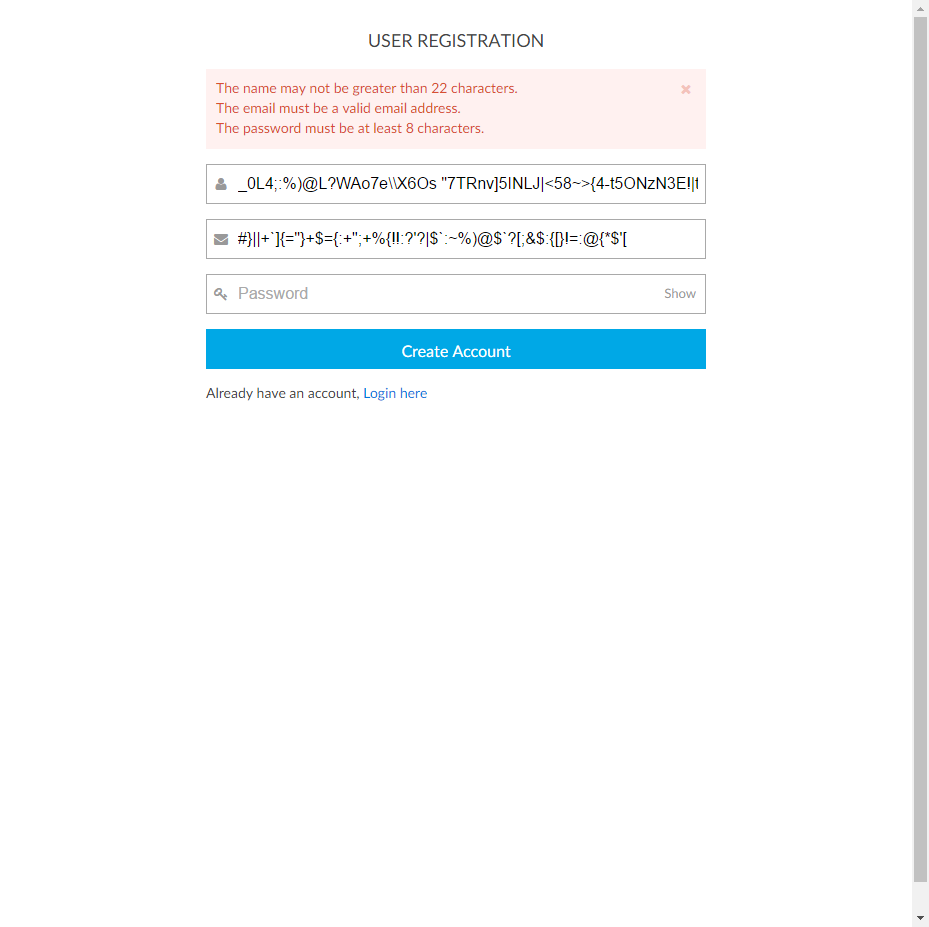 USER REGISTRATION
The name may not be greater than 22 characters.
The email must be a valid email address.
The password must be at least 8 characters.
_0L4;:%)@L?WAo7e\\X6Os "7TRnv]5INLJ|<58~>{4-t5ONzN3E!|f
#}||+`]{="}+$={:+";+%{!!:?'?|$`:~%)@$`?[;&$:{[}!=:@{*$'[
Password
Show
Create Account
Already have an account, Login here